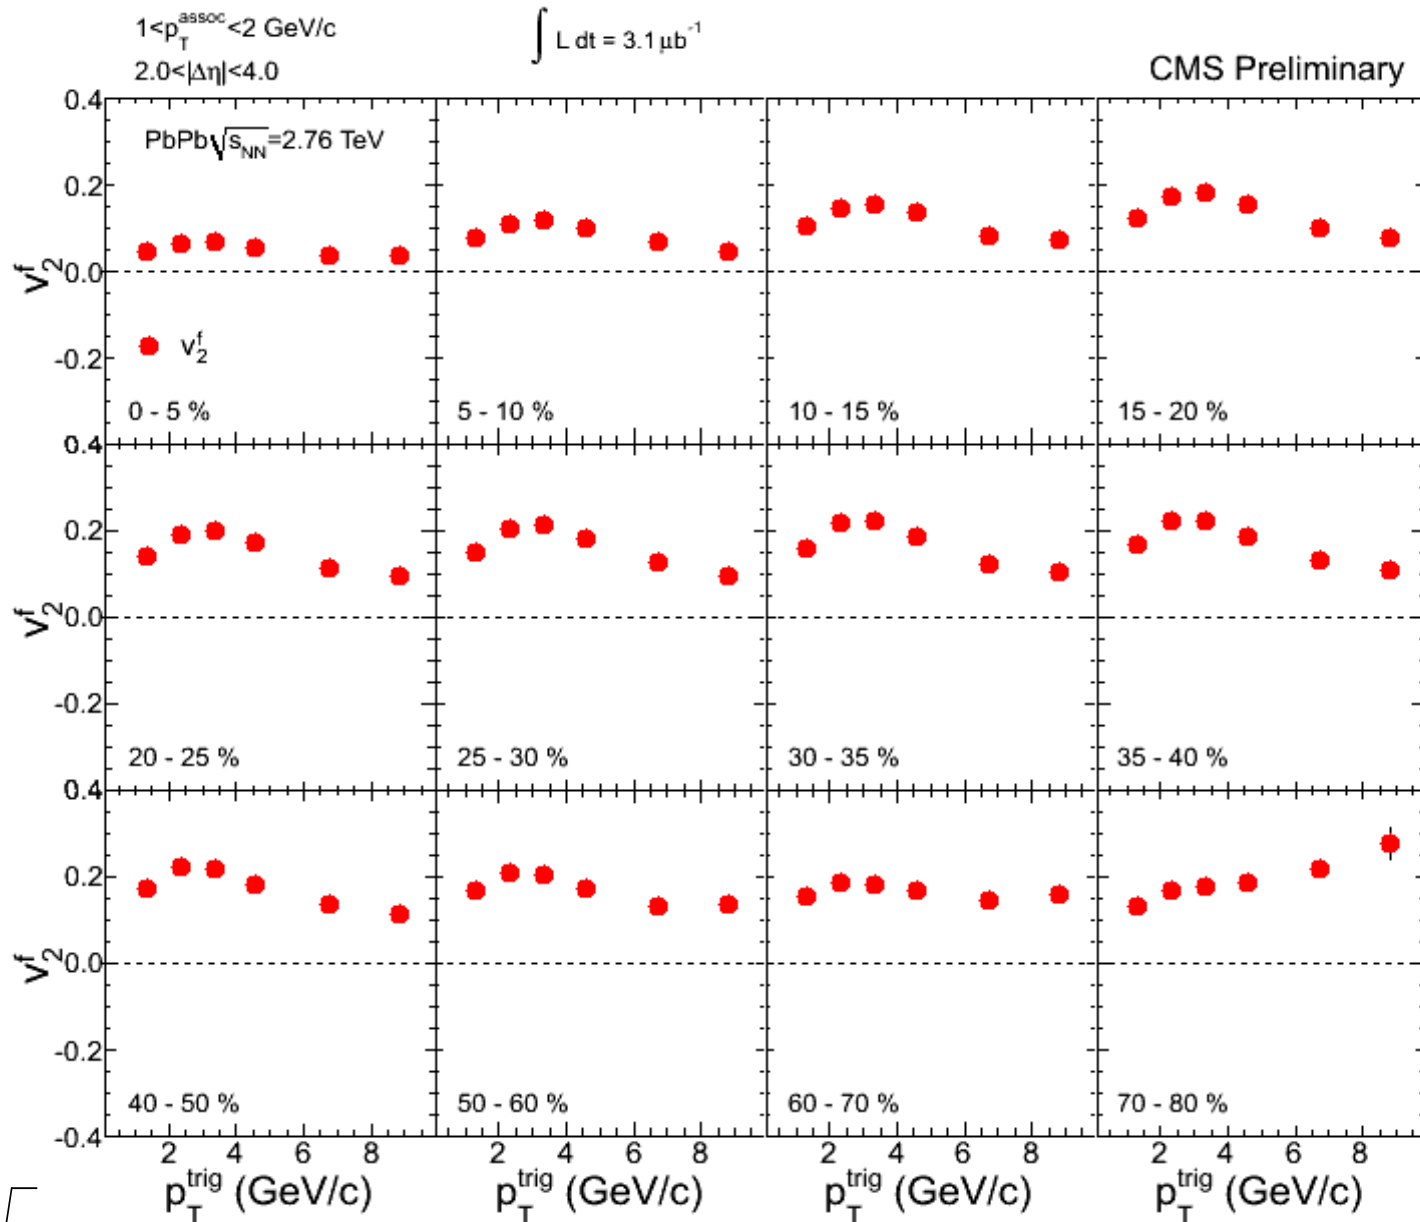 1<p_T^assoc<2 GeV/c
∫ L dt = 3.1 μb^-1
2.0<|Δη|<4.0
CMS Preliminary
PbPb√s_NN=2.76 TeV
0.4
0.2
0.0
-0.2
v_2^f
v_2^f
0 - 5 %
5 - 10 %
10 - 15 %
15 - 20 %
0.4
0.2
0.0
-0.2
v_2^f
20 - 25 %
25 - 30 %
30 - 35 %
35 - 40 %
0.4
0.2
0.0
-0.2
-0.4
v_2^f
40 - 50 %
50 - 60 %
60 - 70 %
70 - 80 %
2 4 6 8
2 4 6 8
2 4 6 8
2 4 6 8
p_T^trig (GeV/c)
p_T^trig (GeV/c)
p_T^trig (GeV/c)
p_T^trig (GeV/c)